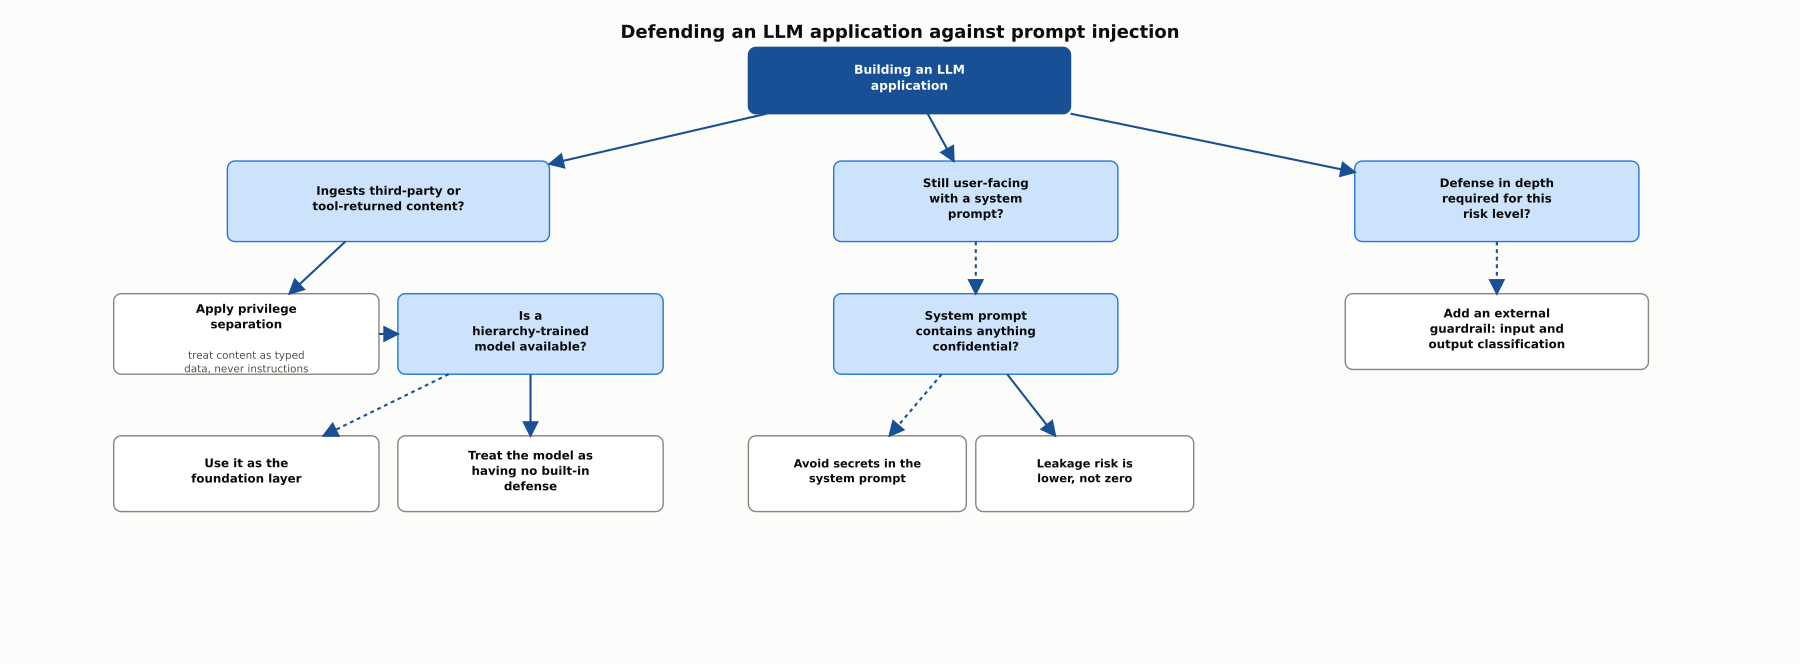 Defending an LLM application against prompt injection
Building an LLM
application
Ingests third-party or
tool-returned content?
Still user-facing
with a system
prompt?
Defense in depth
required for this
risk level?
Apply privilege
separation
treat content as typed
data, never instructions
Is a
hierarchy-trained
model available?
System prompt
contains anything
confidential?
Add an external
guardrail: input and
output classification
Use it as the
foundation layer
Treat the model as
having no built-in
defense
Avoid secrets in the
system prompt
Leakage risk is
lower, not zero